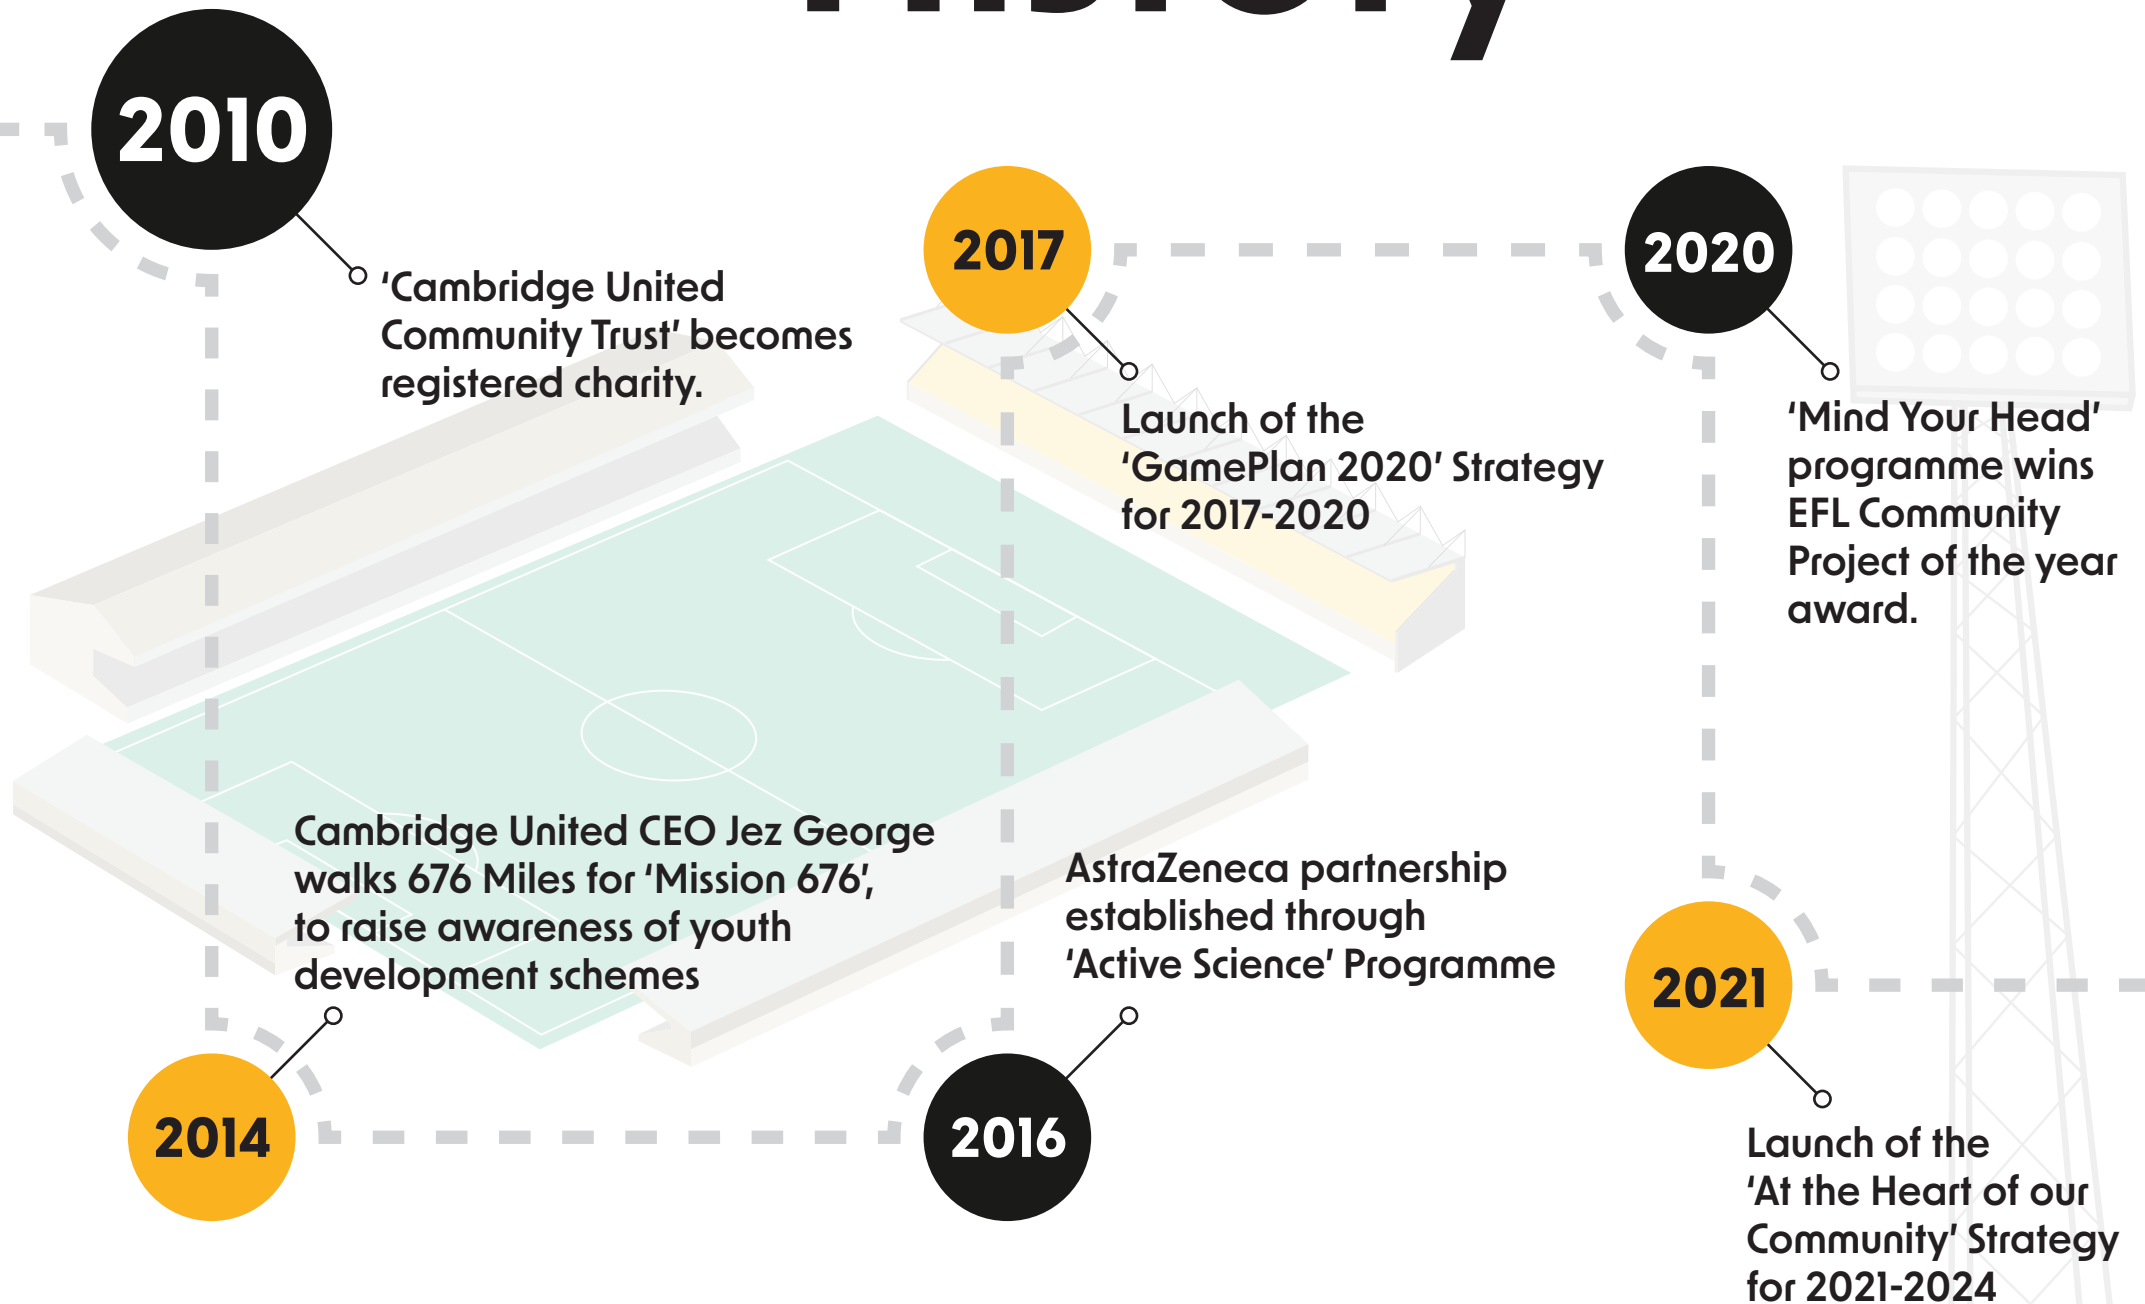 History
2010
‘Cambridge United
Community Trust’ becomes
registered charity.
2014
Cambridge United CEO Jez George
walks 676 Miles for ‘Mission 676’,
to raise awareness of youth
development schemes
2016
AstraZeneca partnership
established through
‘Active Science’ Programme
2017
Launch of the
‘GamePlan 2020’ Strategy
for 2017-2020
2020
‘Mind Your Head’
programme wins
EFL Community
Project of the year
award.
2021
Launch of the
‘At the Heart of our
Community’ Strategy
for 2021-2024